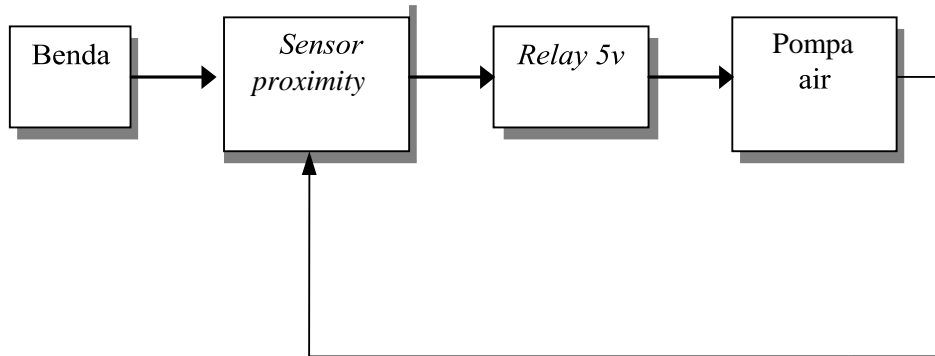 Benda
Sensor
proximity
Relay 5v
Pompa
air